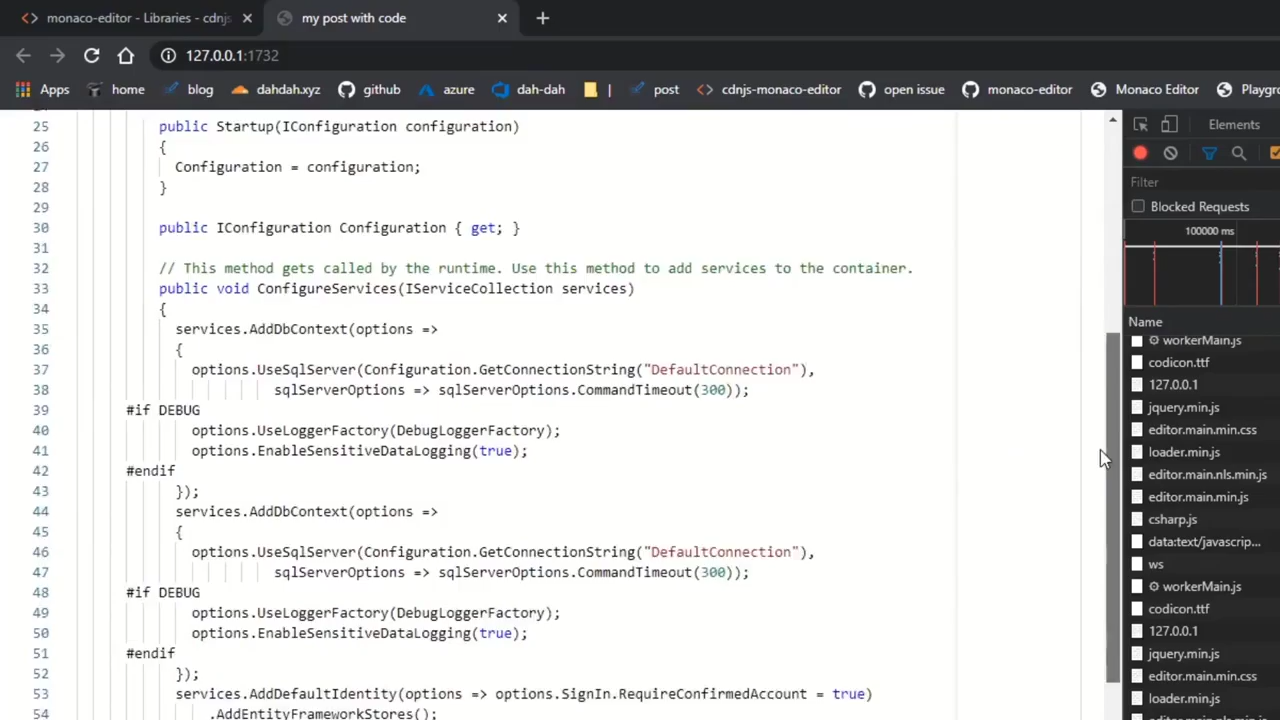 monaco-editor - Libraries - cdnjs
my post with code
127.0.0.1:1732
Apps
home
blog
dahdah.xyz
github
azure
dah-dah
post
cdnjs-monaco-editor
open issue
monaco-editor
Monaco Editor
Playgro
25 public Startup(IConfiguration configuration)
26 {
27 Configuration = configuration;
28 }
29
30 public IConfiguration Configuration { get; }
31
32 // This method gets called by the runtime. Use this method to add services to the container.
33 public void ConfigureServices(IServiceCollection services)
34 {
35 services.AddDbContext(options =>
36 {
37 options.UseSqlServer(Configuration.GetConnectionString("DefaultConnection"),
38 sqlServerOptions => sqlServerOptions.CommandTimeout(300));
39 #if DEBUG
40 options.UseLoggerFactory(DebugLoggerFactory);
41 options.EnableSensitiveDataLogging(true);
42 #endif
43 });
44 services.AddDbContext(options =>
45 {
46 options.UseSqlServer(Configuration.GetConnectionString("DefaultConnection"),
47 sqlServerOptions => sqlServerOptions.CommandTimeout(300));
48 #if DEBUG
49 options.UseLoggerFactory(DebugLoggerFactory);
50 options.EnableSensitiveDataLogging(true);
51 #endif
52 });
53 services.AddDefaultIdentity(options => options.SignIn.RequireConfirmedAccount = true)
54 .AddEntityFrameworkStores();
Elements
Filter
Blocked Requests
100000 ms
Name
workerMain.js
codicon.ttf
127.0.0.1
jquery.min.js
editor.main.min.css
loader.min.js
editor.main.nls.min.js
editor.main.min.js
csharp.js
data:text/javascrip...
ws
workerMain.js
codicon.ttf
127.0.0.1
jquery.min.js
editor.main.min.css
loader.min.js